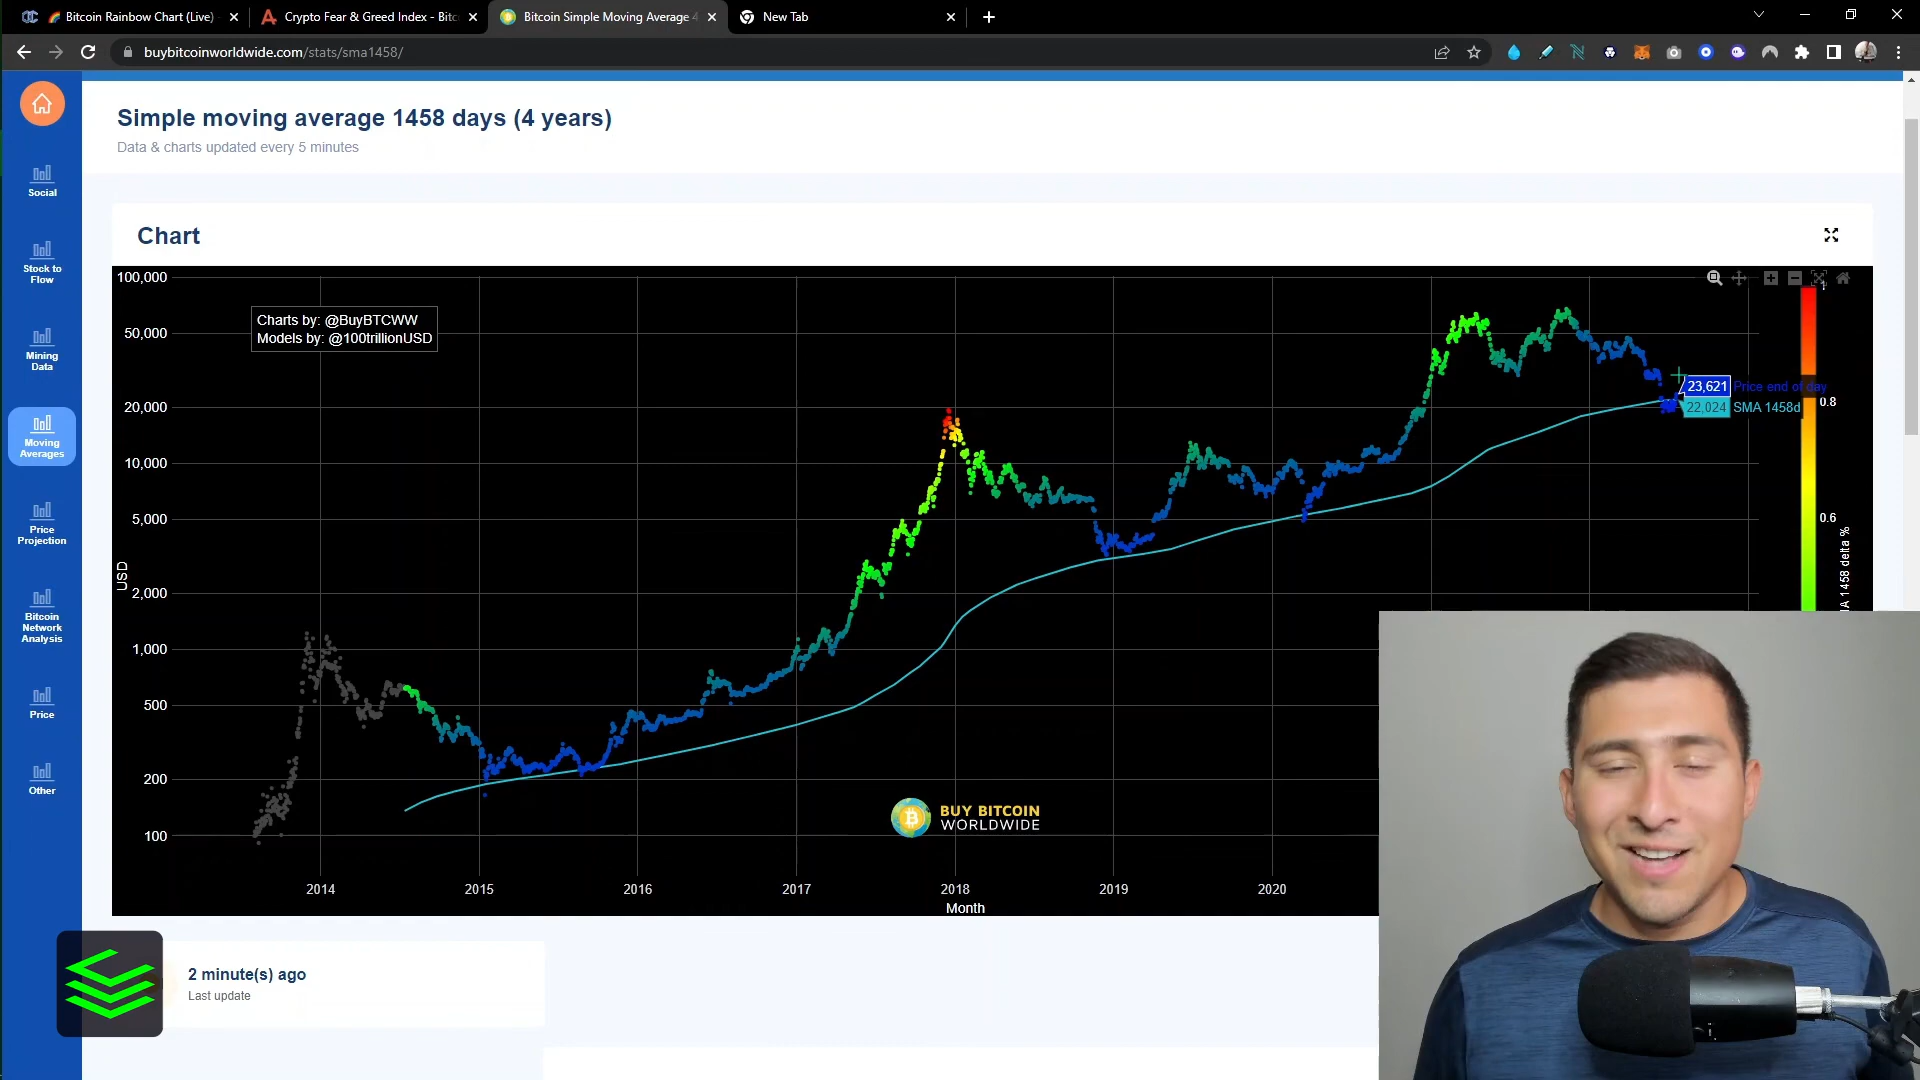 Bitcoin Rainbow Chart (Live)
Crypto Fear & Greed Index - Bitc
Bitcoin Simple Moving Average 4
New Tab
buybitcoinworldwide.com/stats/sma1458/
Simple moving average 1458 days (4 years)
Data & charts updated every 5 minutes
Social
Stock to
Flow
Mining
Data
Moving
Averages
Price
Projection
Bitcoin
Network
Analysis
Price
Other
Chart
Charts by: @BuyBTCWW
Models by: @100trillionUSD
100,000
50,000
20,000
10,000
5,000
2,000
1,000
500
200
100
USD
23,621 Price end of day
22,024 SMA 1458d
1
0.8
0.6
1458 delta %
BUY BITCOIN
WORLDWIDE
2014
2015
2016
2017
2018
2019
2020
Month
2 minute(s) ago
Last update